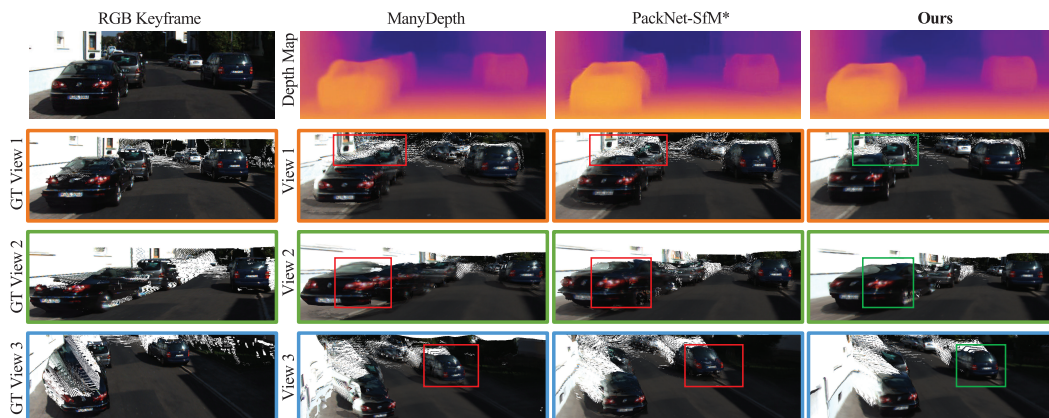 RGB Keyframe
ManyDepth
PackNet-SfM*
Ours
Depth Map
GT View 1
View 1
GT View 2
View 2
GT View 3
View 3